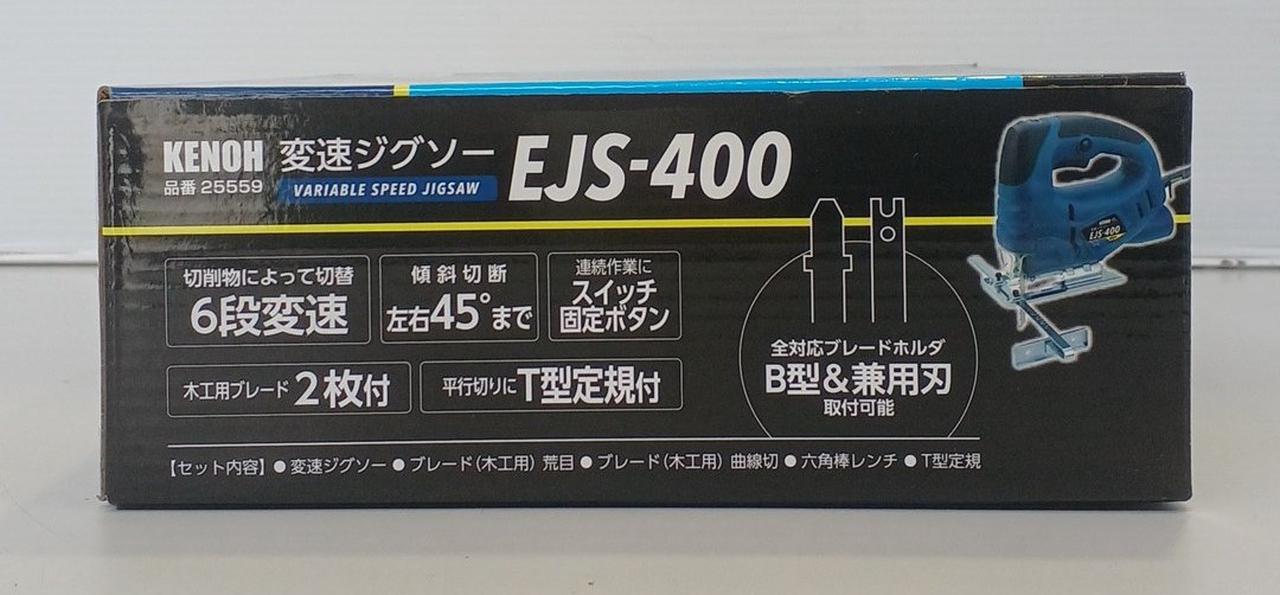 KENOH 変速ジグソー EJS-400
品番 25559 VARIABLE SPEED JIGSAW
切削物によって切替
6段変速
傾斜切断
左右45°まで
連続作業に
スイッチ
固定ボタン
木工用ブレード 2枚付
平行切りにT型定規付
全対応ブレードホルダ
B型&兼用刃
取付可能
【セット内容】●変速ジグソー ●ブレード(木工用) 荒目 ●ブレード(木工用) 曲線切 ●六角棒レンチ ●T型定規
KENOH
EJS-400